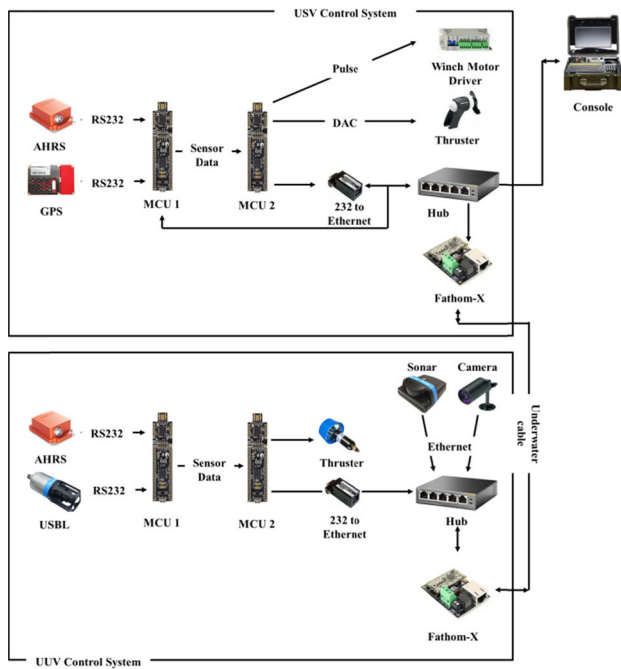 USV Control System
Pulse
Winch Motor
Driver
Console
RS232
AHRS
DAC
Thruster
Sensor
Data
RS232
GPS
MCU 1
MCU 2
232 to
Ethernet
Hub
Fathom-X
Sonar
Camera
Underwater
cable
RS232
AHRS
Thruster
Ethernet
Sensor
Data
RS232
USBL
MCU 1
MCU 2
232 to
Ethernet
Hub
Fathom-X
UUV Control System